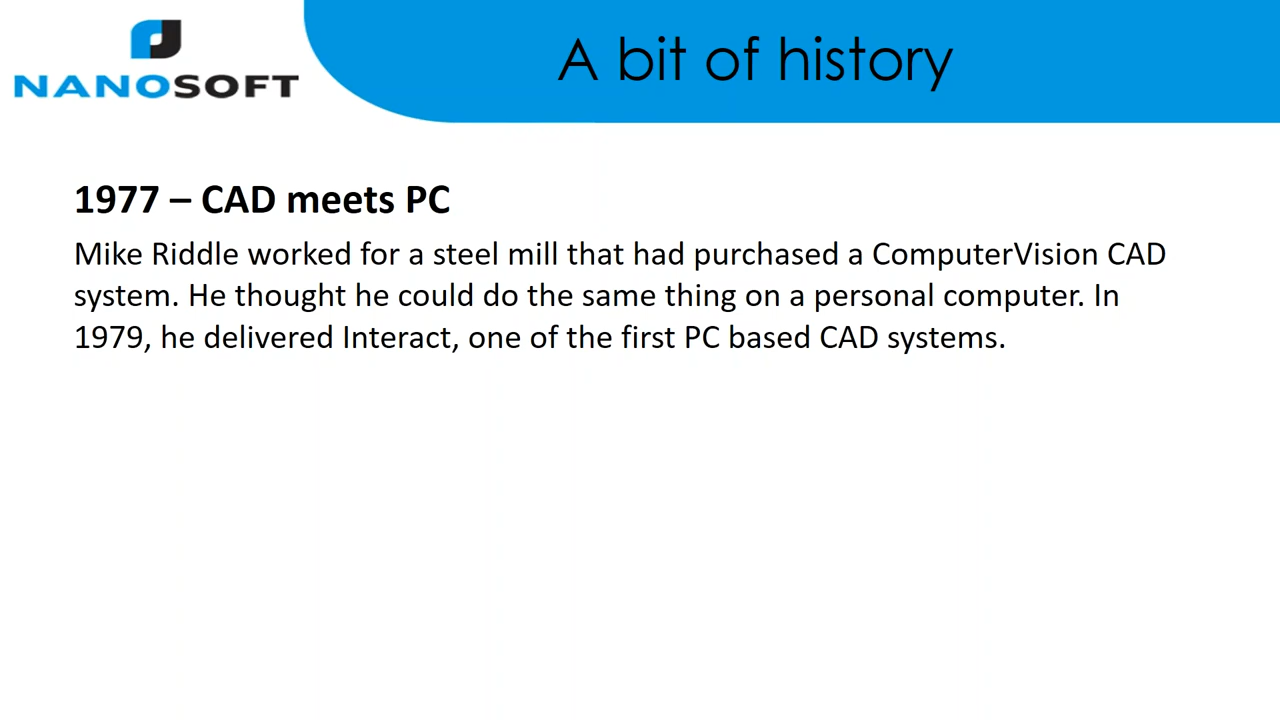 NANOSOFT
A bit of history
1977 – CAD meets PC
Mike Riddle worked for a steel mill that had purchased a ComputerVision CAD
system. He thought he could do the same thing on a personal computer. In
1979, he delivered Interact, one of the first PC based CAD systems.